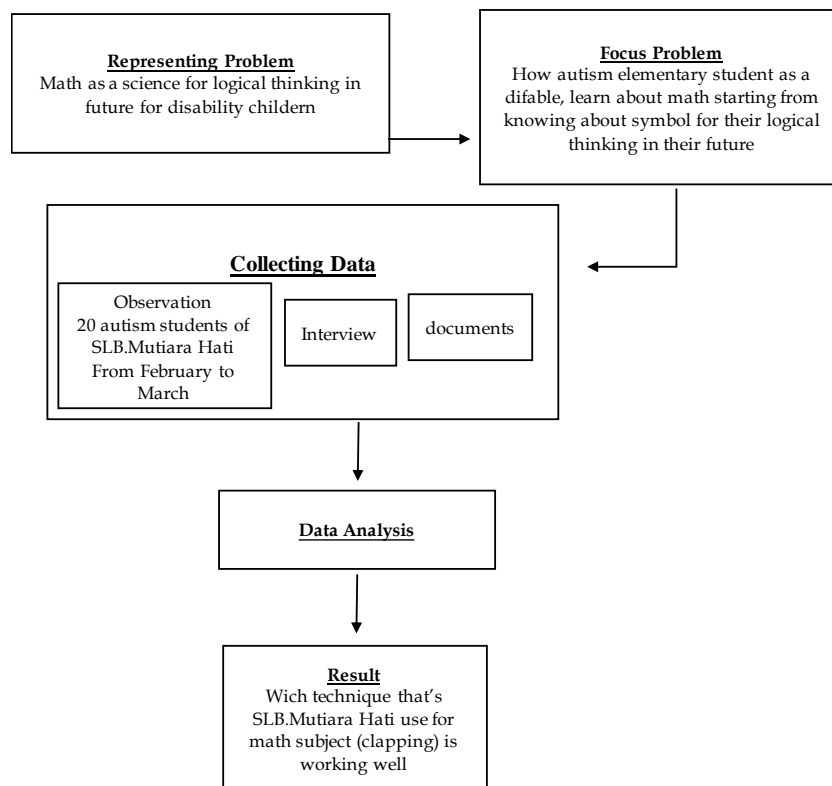 Representing Problem
Math as a science for logical thinking in
future for disability childern
Focus Problem
How autism elementary student as a
difable, learn about math starting from
knowing about symbol for their logical
thinking in their future
Collecting Data
Observation
20 autism students of
SLB.Mutiara Hati
From February to
March
Interview
documents
Data Analysis
Result
Wich technique that’s
SLB.Mutiara Hati use for
math subject (clapping) is
working well